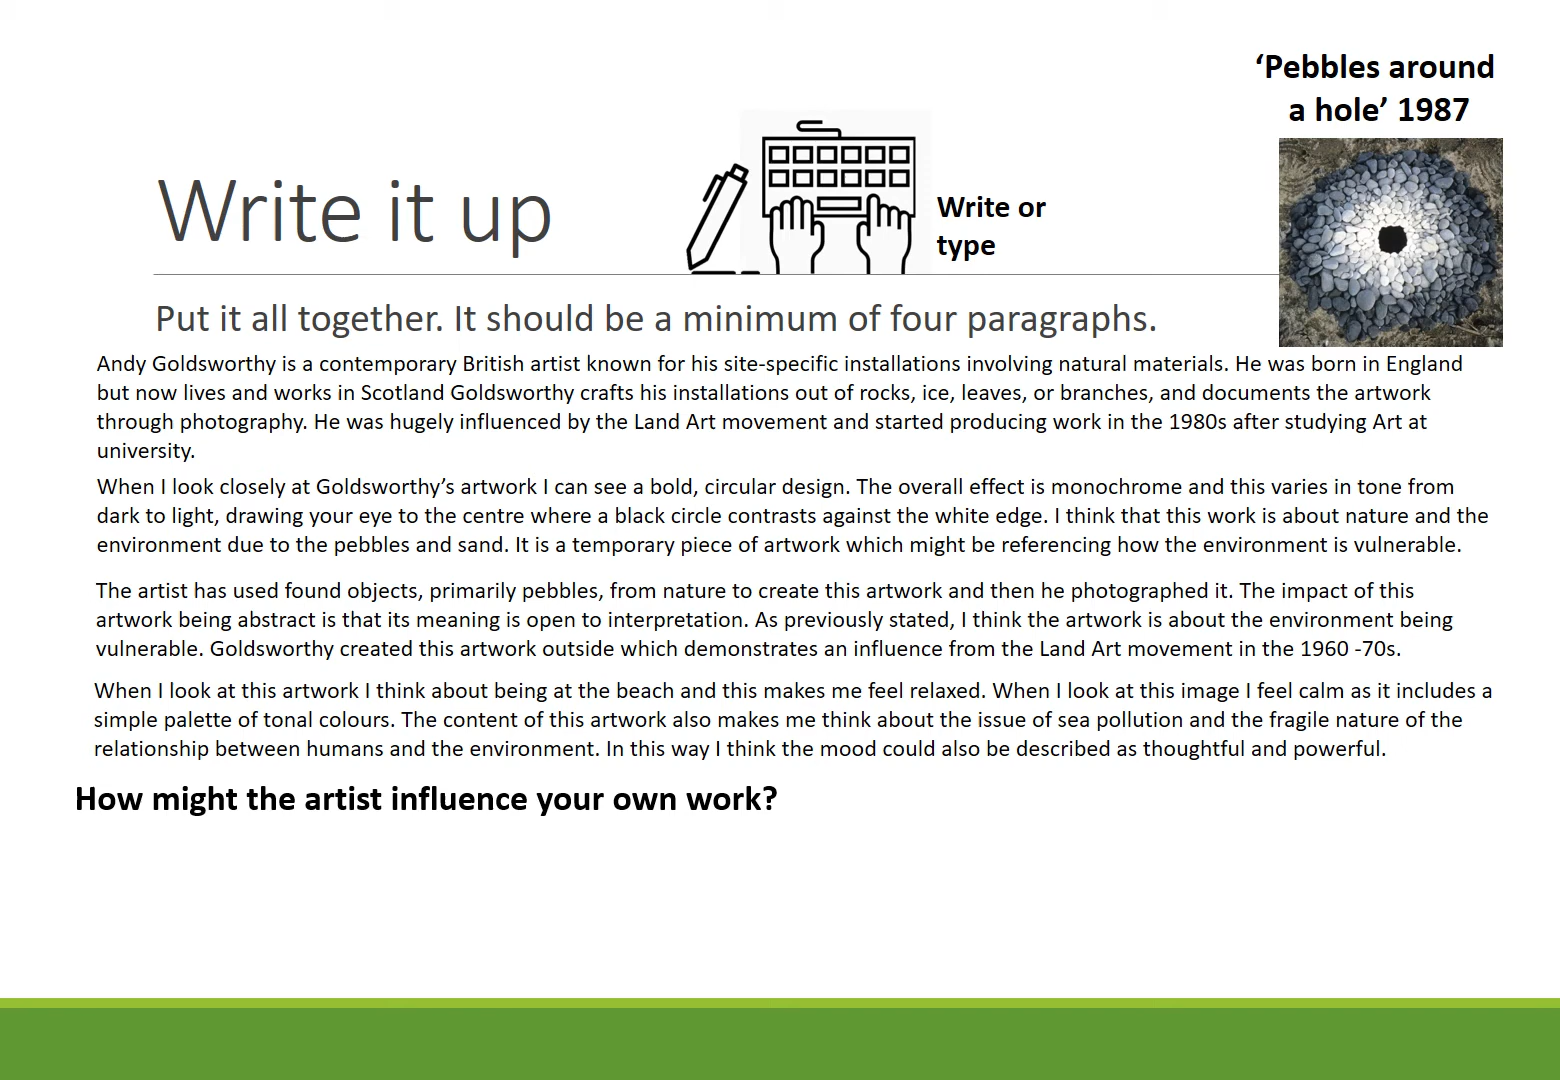 ‘Pebbles around
a hole’ 1987
Write it up
Write or
type
Put it all together. It should be a minimum of four paragraphs.
Andy Goldsworthy is a contemporary British artist known for his site-specific installations involving natural materials. He was born in England
but now lives and works in Scotland Goldsworthy crafts his installations out of rocks, ice, leaves, or branches, and documents the artwork
through photography. He was hugely influenced by the Land Art movement and started producing work in the 1980s after studying Art at
university.
When I look closely at Goldsworthy’s artwork I can see a bold, circular design. The overall effect is monochrome and this varies in tone from
dark to light, drawing your eye to the centre where a black circle contrasts against the white edge. I think that this work is about nature and the
environment due to the pebbles and sand. It is a temporary piece of artwork which might be referencing how the environment is vulnerable.
The artist has used found objects, primarily pebbles, from nature to create this artwork and then he photographed it. The impact of this
artwork being abstract is that its meaning is open to interpretation. As previously stated, I think the artwork is about the environment being
vulnerable. Goldsworthy created this artwork outside which demonstrates an influence from the Land Art movement in the 1960 -70s.
When I look at this artwork I think about being at the beach and this makes me feel relaxed. When I look at this image I feel calm as it includes a
simple palette of tonal colours. The content of this artwork also makes me think about the issue of sea pollution and the fragile nature of the
relationship between humans and the environment. In this way I think the mood could also be described as thoughtful and powerful.
How might the artist influence your own work?